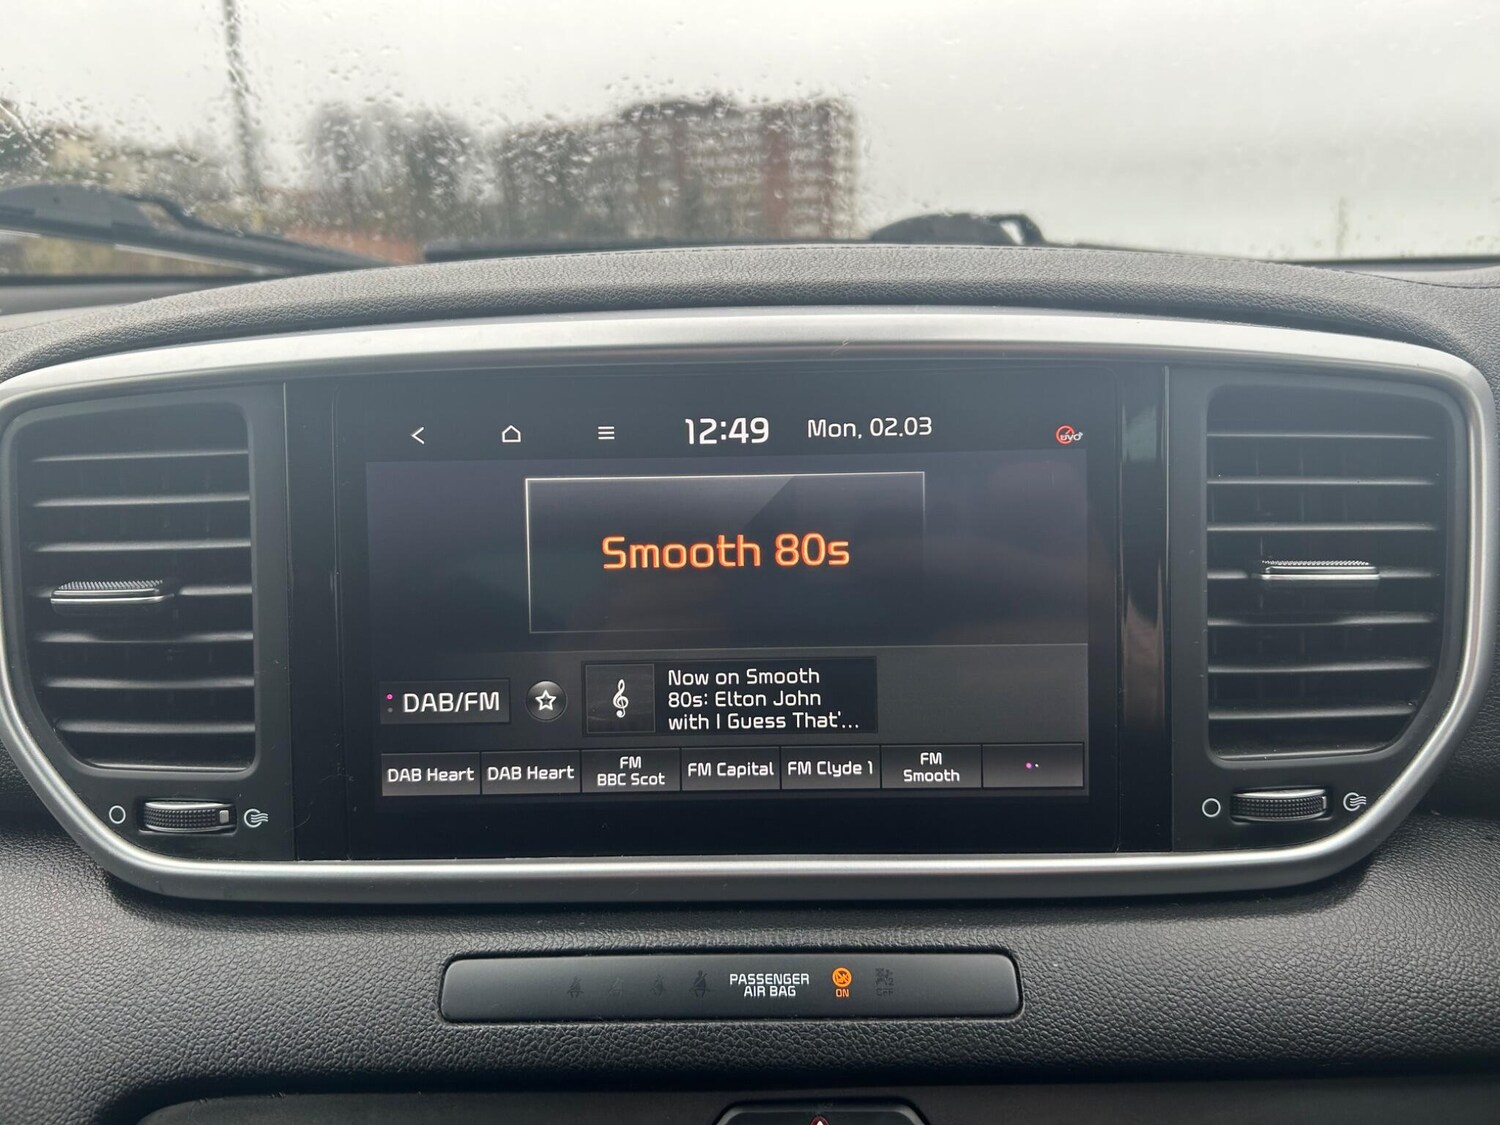 12:49 Mon, 02.03 UVO
Smooth 80s
DAB/FM
Now on Smooth
80s: Elton John
with I Guess That'...
DAB Heart
DAB Heart
FM
BBC Scot
FM Capital
FM Clyde 1
FM
Smooth
PASSENGER
AIR BAG
ON